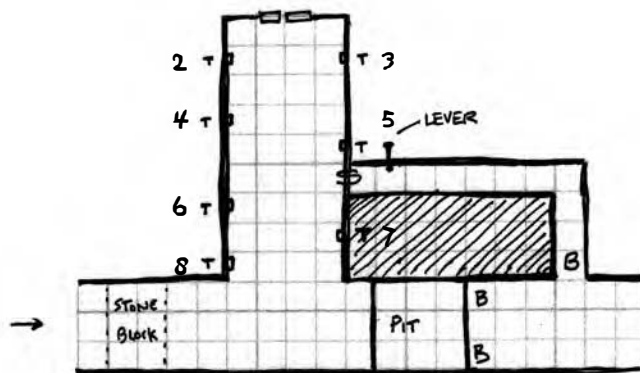 2 T T 3
5
4 T LEVER
T
6 T
T 7
8 T B
STONE B
BLOCK PIT
B